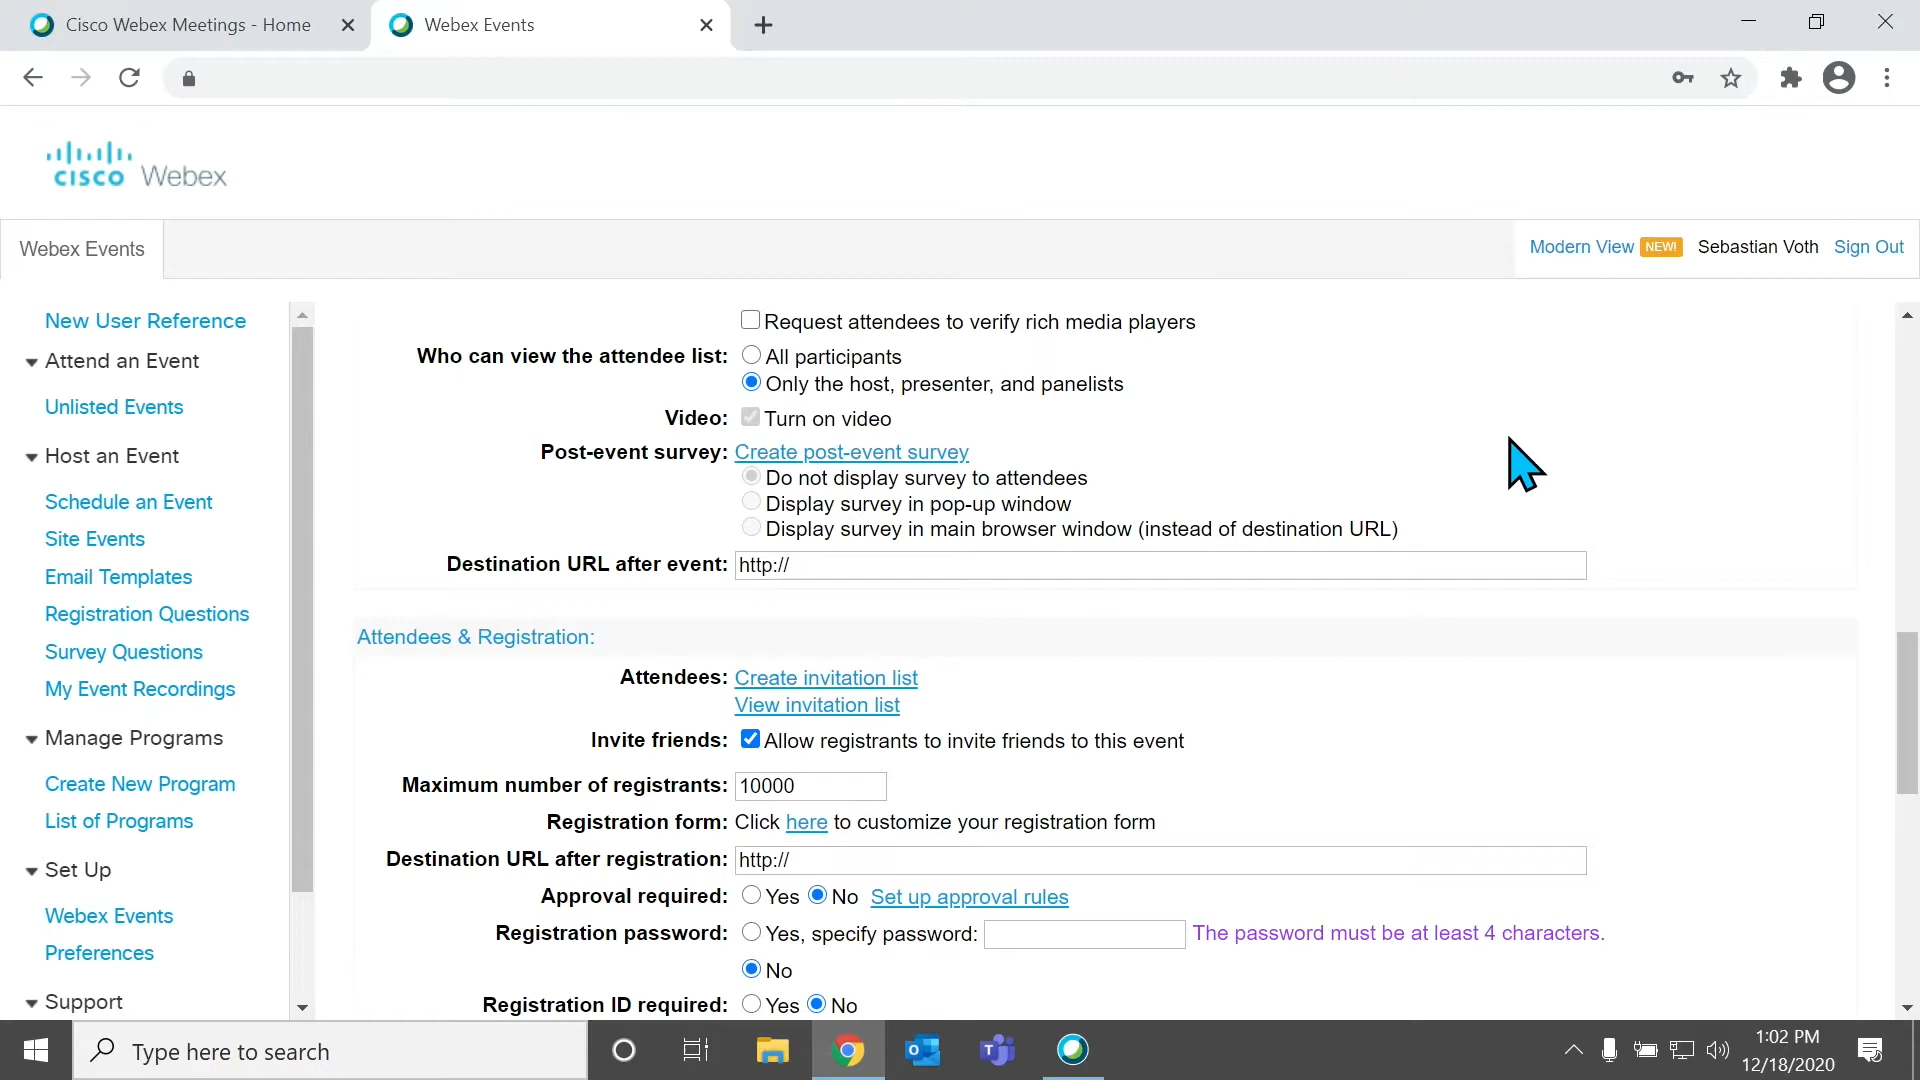 Cisco Webex Meetings - Home
Webex Events
CISCO Webex
Webex Events
Modern View NEW! Sebastian Voth Sign Out
New User Reference
Attend an Event
Unlisted Events
Host an Event
Schedule an Event
Site Events
Email Templates
Registration Questions
Survey Questions
My Event Recordings
Manage Programs
Create New Program
List of Programs
Set Up
Webex Events
Preferences
Support
Request attendees to verify rich media players
Who can view the attendee list: All participants
Only the host, presenter, and panelists
Video: Turn on video
Post-event survey: Create post-event survey
Do not display survey to attendees
Display survey in pop-up window
Display survey in main browser window (instead of destination URL)
Destination URL after event: http://
Attendees & Registration:
Attendees: Create invitation list
View invitation list
Invite friends: Allow registrants to invite friends to this event
Maximum number of registrants: 10000
Registration form: Click here to customize your registration form
Destination URL after registration: http://
Approval required: Yes No Set up approval rules
Registration password: Yes, specify password: The password must be at least 4 characters.
No
Registration ID required: Yes No
Type here to search
1:02 PM
12/18/2020